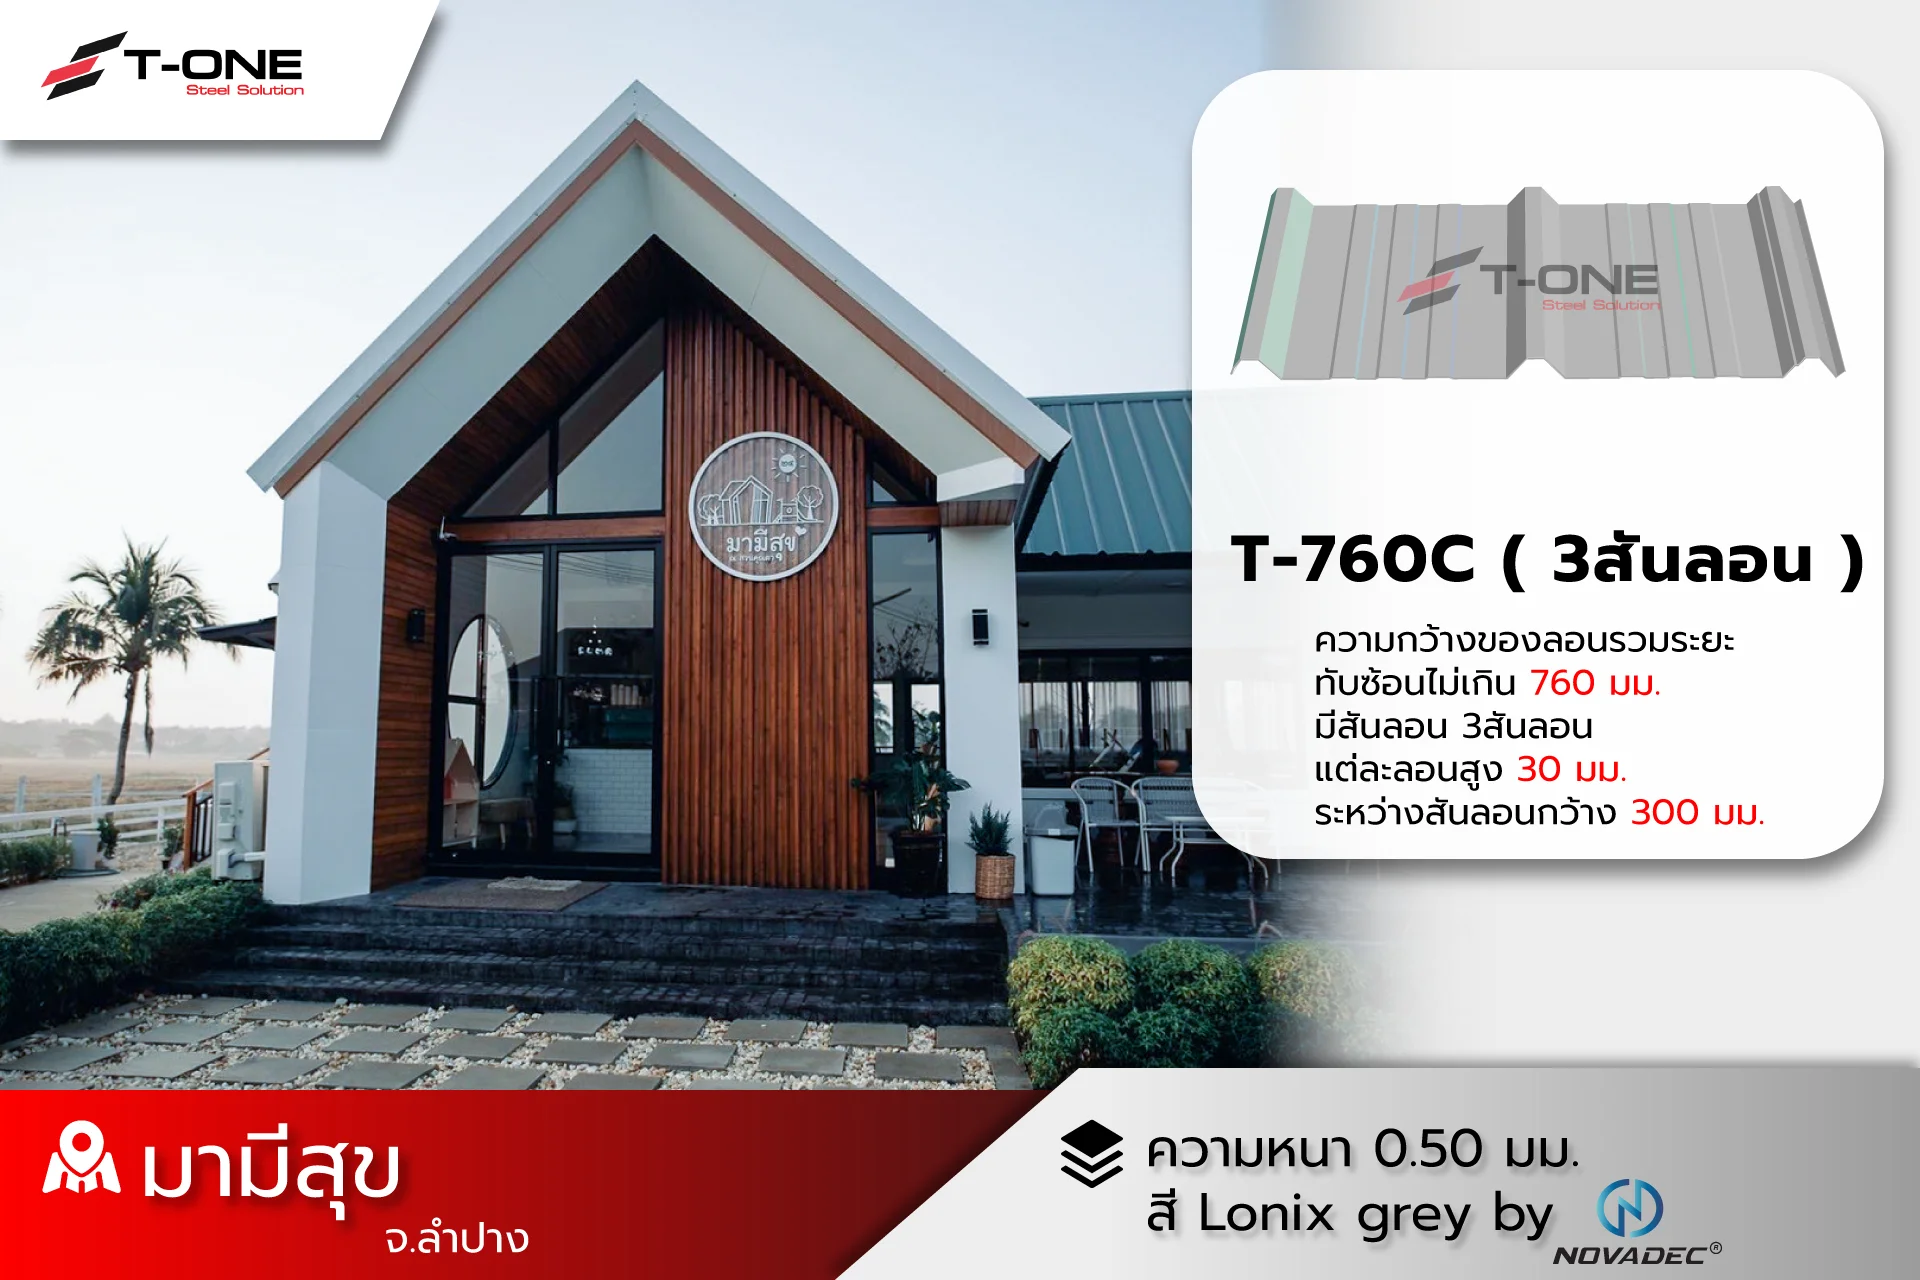 T-ONE
Steel Solution
T-ONE
Steel Solution
มามีสุข
T-760C ( 3สันลอน )
ความกว้างของลอนรวมระยะ
ทับซ้อนไม่เกิน 760 มม.
มีสันลอน 3สันลอน
แต่ละลอนสูง 30 มม.
ระหว่างสันลอนกว้าง 300 มม.
มามีสุข
จ.ลำปาง
ความหนา 0.50 มม.
สี Lonix grey by
NOVADEC®